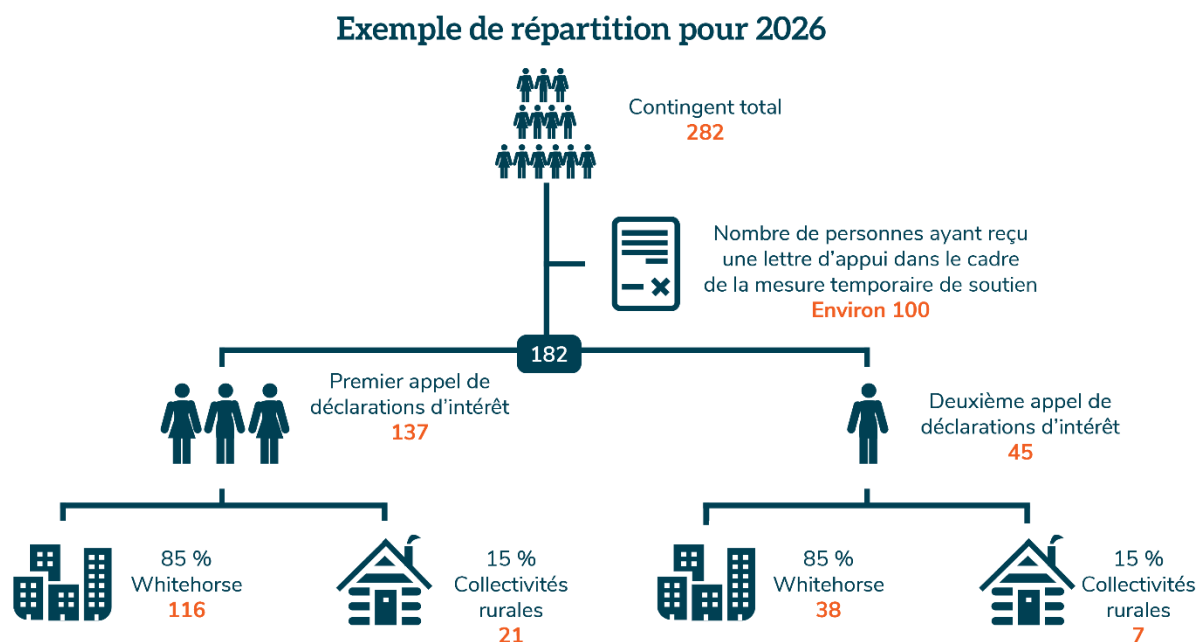 Exemple de répartition pour 2026
Contingent total
282
Nombre de personnes ayant reçu
une lettre d'appui dans le cadre
de la mesure temporaire de soutien
Environ 100
182
Premier appel de
déclarations d'intérêt
137
Deuxième appel de
déclarations d'intérêt
45
85 %
Whitehorse
116
15 %
Collectivités
rurales
21
85 %
Whitehorse
38
15 %
Collectivités
rurales
7